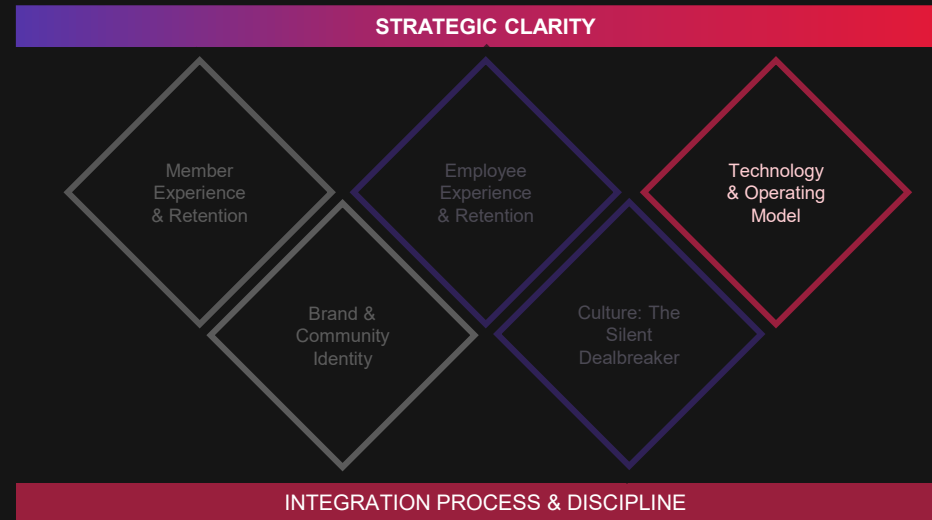 STRATEGIC CLARITY
Member
Experience
& Retention
Employee
Experience
& Retention
Technology
& Operating
Model
Brand &
Community
Identity
Culture: The
Silent
Dealbreaker
INTEGRATION PROCESS & DISCIPLINE